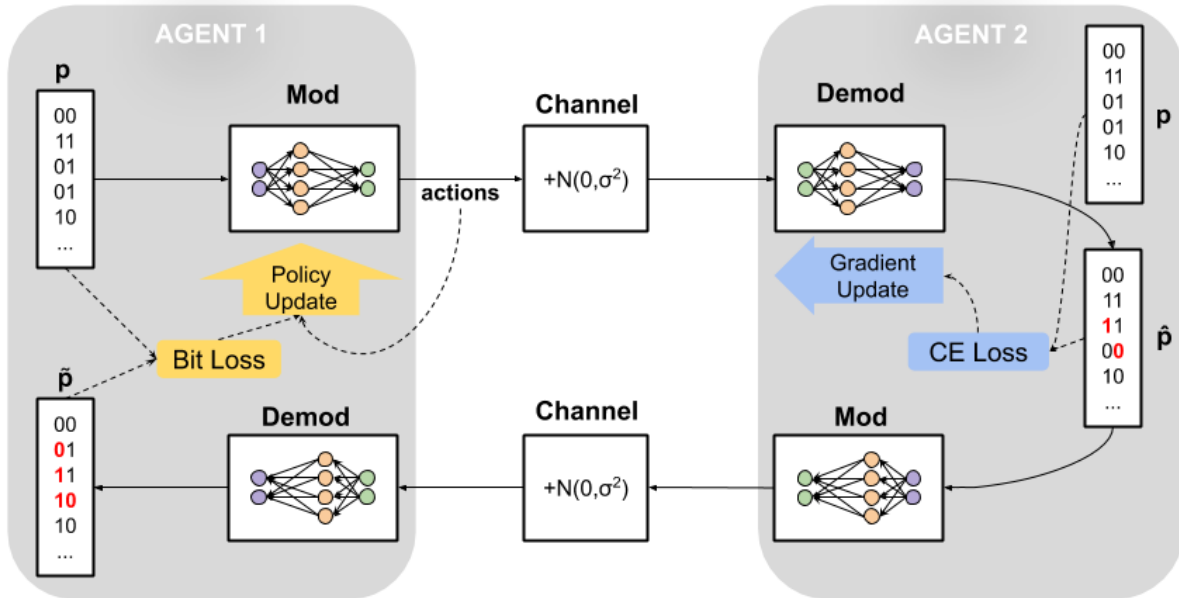 AGENT 1
p
00
11
01
01
10
...
Mod
actions
Policy
Update
Bit Loss
p̃
00
01
11
10
10
...
Demod
Channel
+N(0,σ²)
Channel
+N(0,σ²)
AGENT 2
Demod
00
11
01
01
10
...
p
Gradient
Update
CE Loss
00
11
11
00
10
...
p̂
Mod